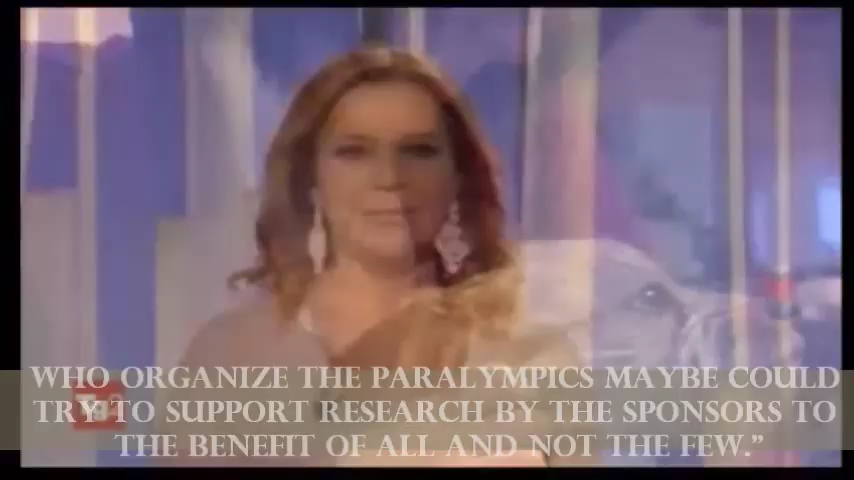 WHO ORGANIZE THE PARALYMPICS MAYBE COULD
TRY TO SUPPORT RESEARCH BY THE SPONSORS TO
THE BENEFIT OF ALL AND NOT THE FEW.”